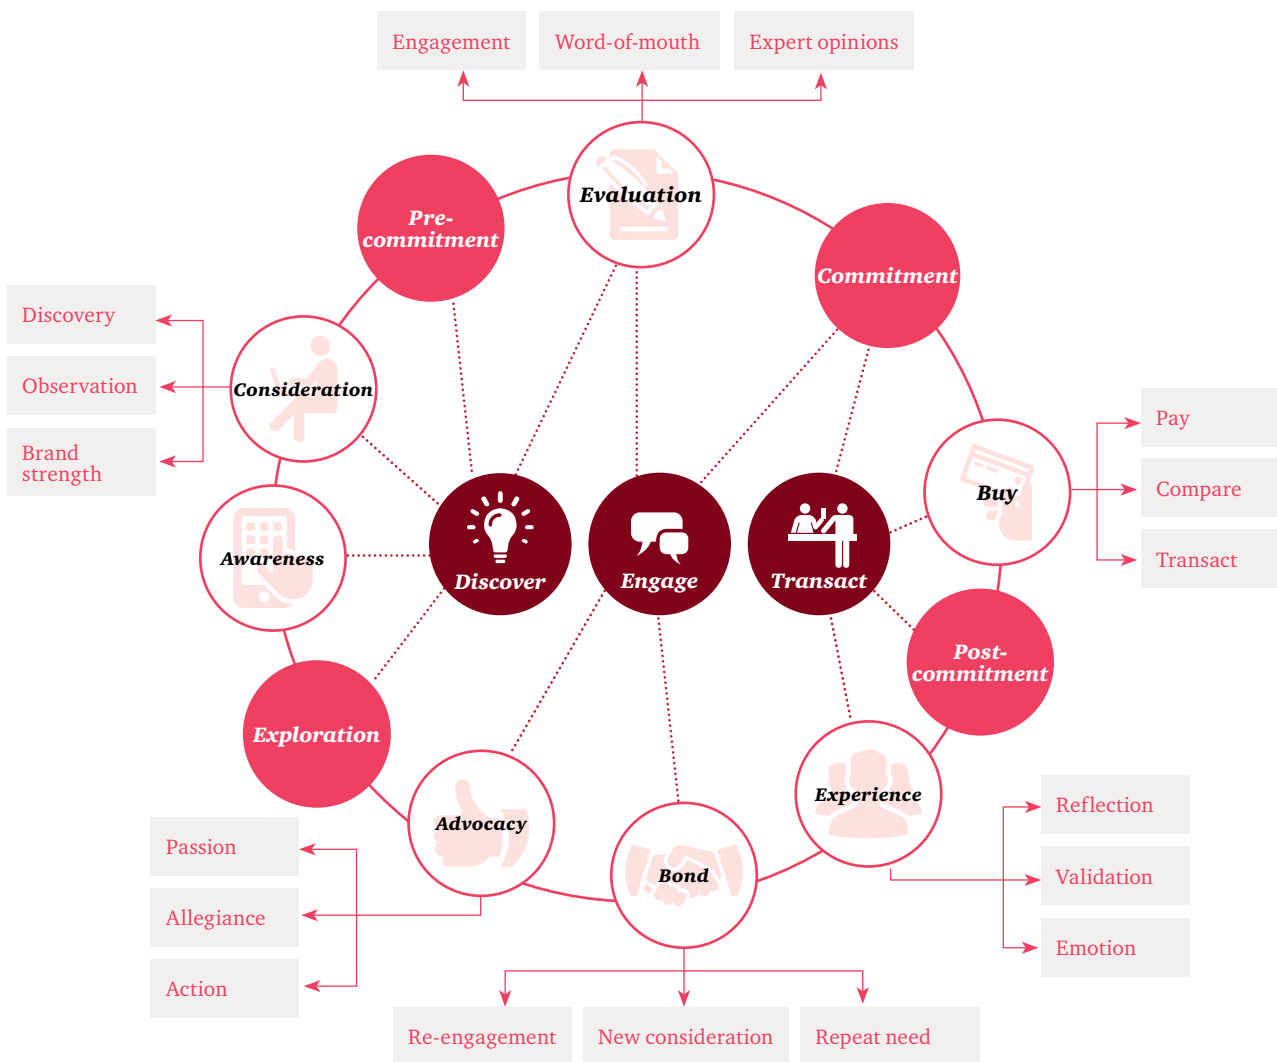 Engagement
Word-of-mouth
Expert opinions
Evaluation
Pre-
commitment
Commitment
Discovery
Observation
Brand
strength
Consideration
Pay
Compare
Transact
Buy
Awareness
Discover
Engage
Transact
Post-
commitment
Exploration
Experience
Advocacy
Bond
Reflection
Validation
Emotion
Passion
Allegiance
Action
Re-engagement
New consideration
Repeat need